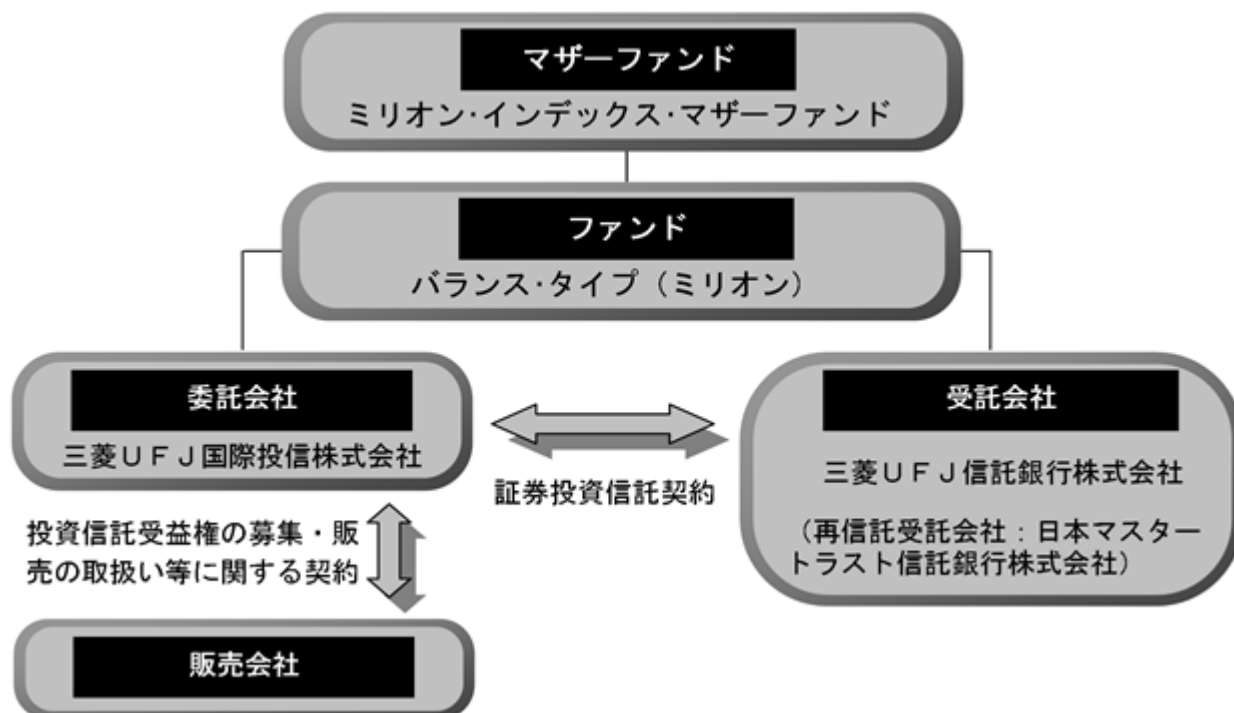 マザーファンド
ミリオン・インデックス・マザーファンド
ファンド
バランス・タイプ（ミリオン）
委託会社
三菱ＵＦＪ国際投信株式会社
受託会社
三菱ＵＦＪ信託銀行株式会社
（再信託受託会社：日本マスター
トラスト信託銀行株式会社）
証券投資信託契約
投資信託受益権の募集・販
売の取扱い等に関する契約
販売会社